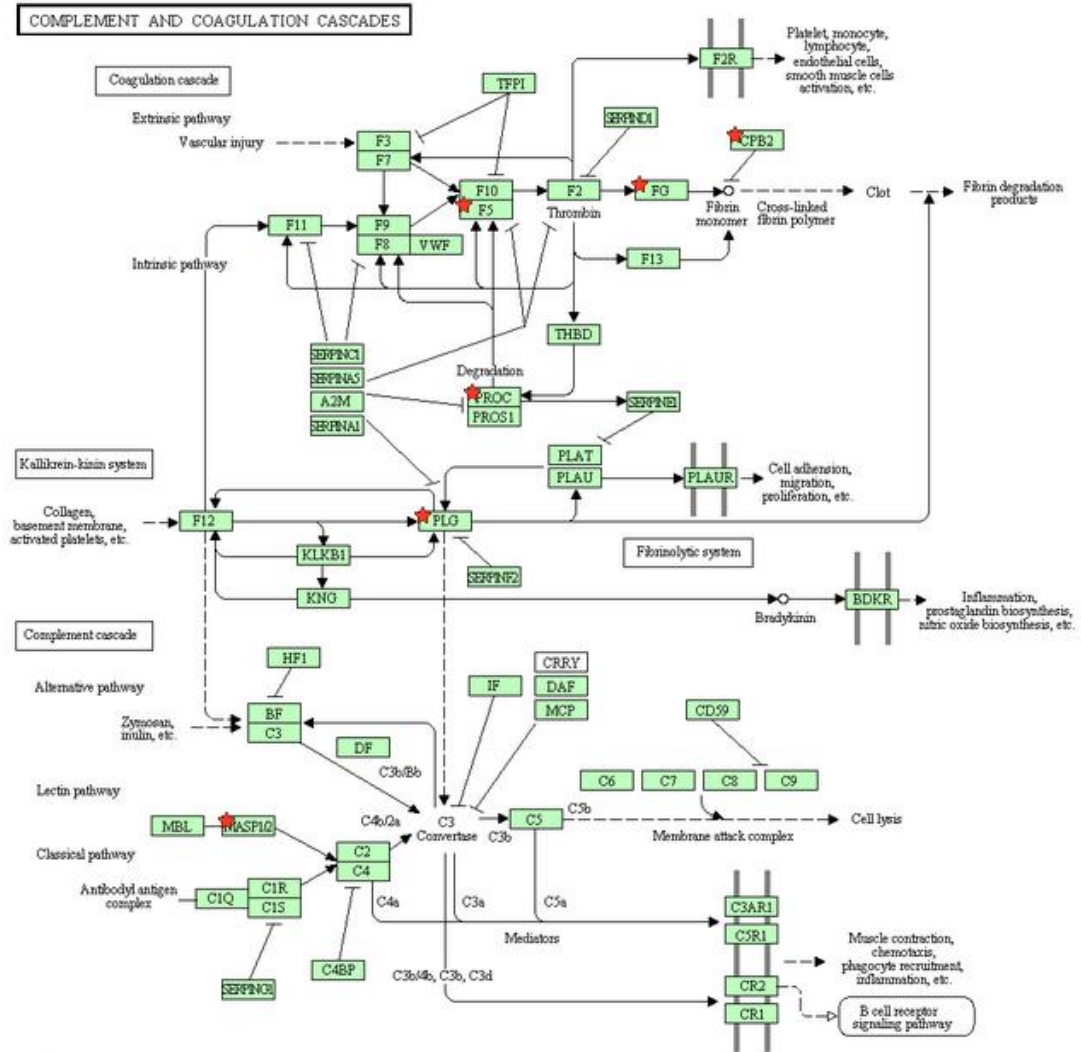 COMPLEMENT AND COAGULATION CASCADES
Platelet, monocyte,
lymphocyte,
endothelial cells,
smooth muscle cells
activation, etc.
F2R
Coagulation cascade
TFPI
Extrinsic pathway
SERPIND1
CPB2
Vascular injury
F3
F7
F10
F5
F2
Thrombin
FG
Fibrin
monomer
Cross-linked
fibrin polymer
Clot
Fibrin degradation
products
F11
F9
F8
VWF
Intrinsic pathway
F13
THBD
SERPINC1
SERPINA5
A2M
SERPINA1
Degradation
PROC
PROS1
SERPINE1
PLAT
PLAU
PLAUR
Cell adhension,
migration,
proliferation, etc.
Kallikrein-kinin system
Collagen,
basement membrane,
activated platelets, etc.
F12
PLG
KLKB1
SERPINF2
Fibrinolytic system
KNG
Bradykinin
BDKR
Inflammation,
prostaglandin biosynthesis,
nitric oxide biosynthesis, etc.
Complement cascade
HF1
CRRY
IF
DAF
MCP
CD59
Alternative pathway
Zymosan,
inulin, etc.
BF
C3
DF
C3b/Bb
C6
C7
C8
C9
Lectin pathway
C4b/2a
C3
Convertase
C3b
C5
C5b
Membrane attack complex
Cell lysis
MBL
MASP1/2
Classical pathway
C2
C4
Antibodyl antigen
complex
C1Q
C1R
C1S
C4a
C3a
C5a
Mediators
C3AR1
C5R1
Muscle contraction,
chemotaxis,
phagocyte recruitment,
inflammation, etc.
SERPING1
C4BP
C3b/4b, C3b, C3d
CR2
CR1
B cell receptor
signaling pathway